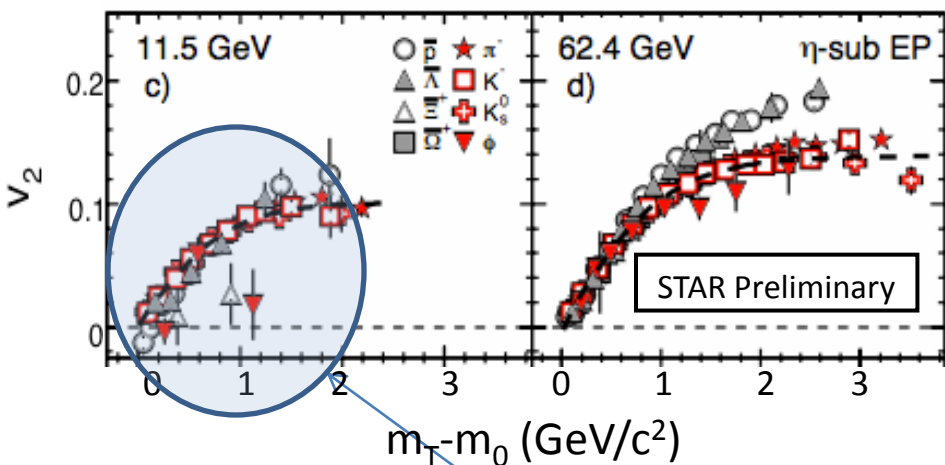 11.5 GeV
c)
p̅ π⁻
Λ̅ K⁻
Ξ̅⁺ K⁰ₛ
Ω̅⁺ φ
62.4 GeV η-sub EP
d)
v₂
0.2
0.1
0
STAR Preliminary
0 1 2 3 0 1 2 3
m_T-m₀ (GeV/c²)